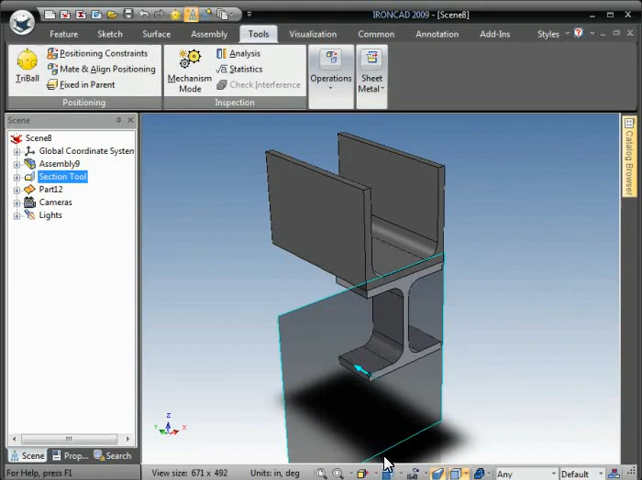 IRONCAD 2009 - [Scene8]
Feature Sketch Surface Assembly Tools Visualization Common Annotation Add-Ins Styles
TriBall
Positioning Constraints
Mate & Align Positioning
Fixed in Parent
Positioning
Mechanism Mode
Analysis
Statistics
Check Interference
Inspection
Operations
Sheet Metal
Scene
Scene8
Global Coordinate System
Assembly9
Section Tool
Part12
Cameras
Lights
Catalog Browser
Z
X
Scene Prop... Search
For Help, press F1 View size: 671 x 492 Units: in, deg Any Default